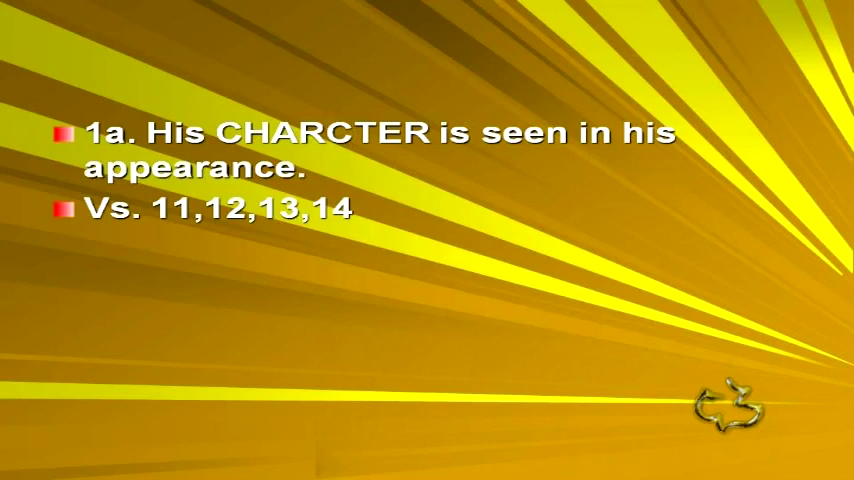 1a. His CHARCTER is seen in his
appearance.
Vs. 11,12,13,14